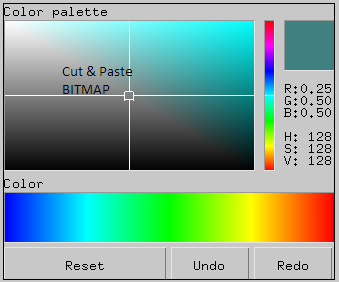 Color palette
Cut & Paste
BITMAP
R:0.25
G:0.50
B:0.50
H: 128
S: 128
V: 128
Color
Reset
Undo
Redo